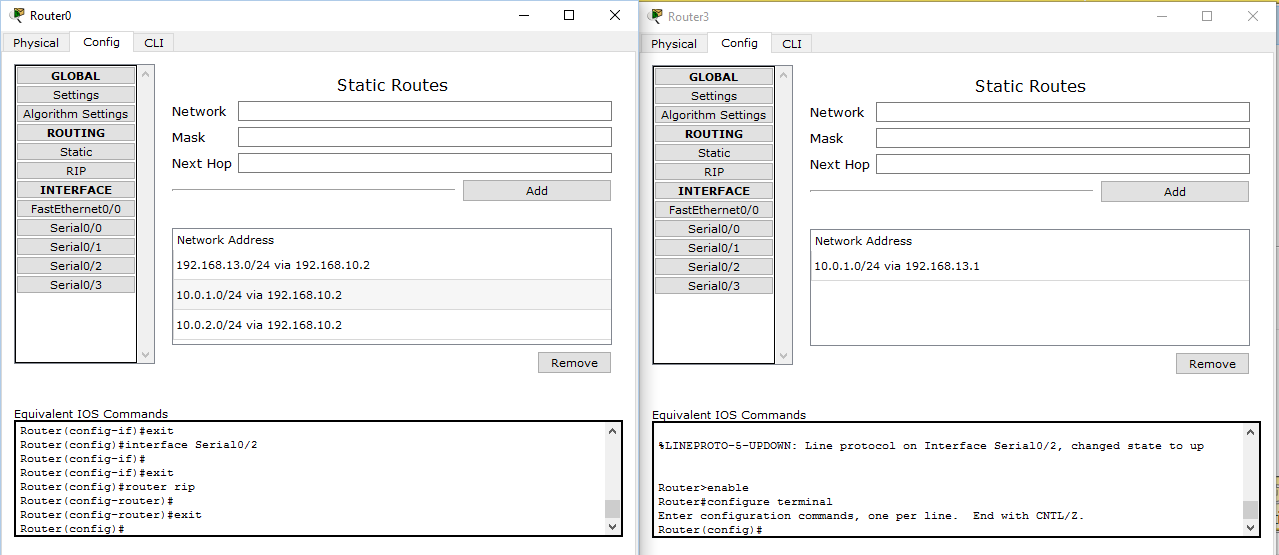 Router0
Physical
Config
CLI
GLOBAL
Settings
Algorithm Settings
ROUTING
Static
RIP
INTERFACE
FastEthernet0/0
Serial0/0
Serial0/1
Serial0/2
Serial0/3
Static Routes
Network
Mask
Next Hop
Add
Network Address
192.168.13.0/24 via 192.168.10.2
10.0.1.0/24 via 192.168.10.2
10.0.2.0/24 via 192.168.10.2
Remove
Equivalent IOS Commands
Router(config-if)#exit
Router(config)#interface Serial0/2
Router(config-if)#
Router(config-if)#exit
Router(config)#router rip
Router(config-router)#
Router(config-router)#exit
Router(config)#
Router3
Physical
Config
CLI
GLOBAL
Settings
Algorithm Settings
ROUTING
Static
RIP
INTERFACE
FastEthernet0/0
Serial0/0
Serial0/1
Serial0/2
Serial0/3
Static Routes
Network
Mask
Next Hop
Add
Network Address
10.0.1.0/24 via 192.168.13.1
Remove
Equivalent IOS Commands
%LINEPROTO-5-UPDOWN: Line protocol on Interface Serial0/2, changed state to up
Router>enable
Router#configure terminal
Enter configuration commands, one per line.  End with CNTL/Z.
Router(config)#